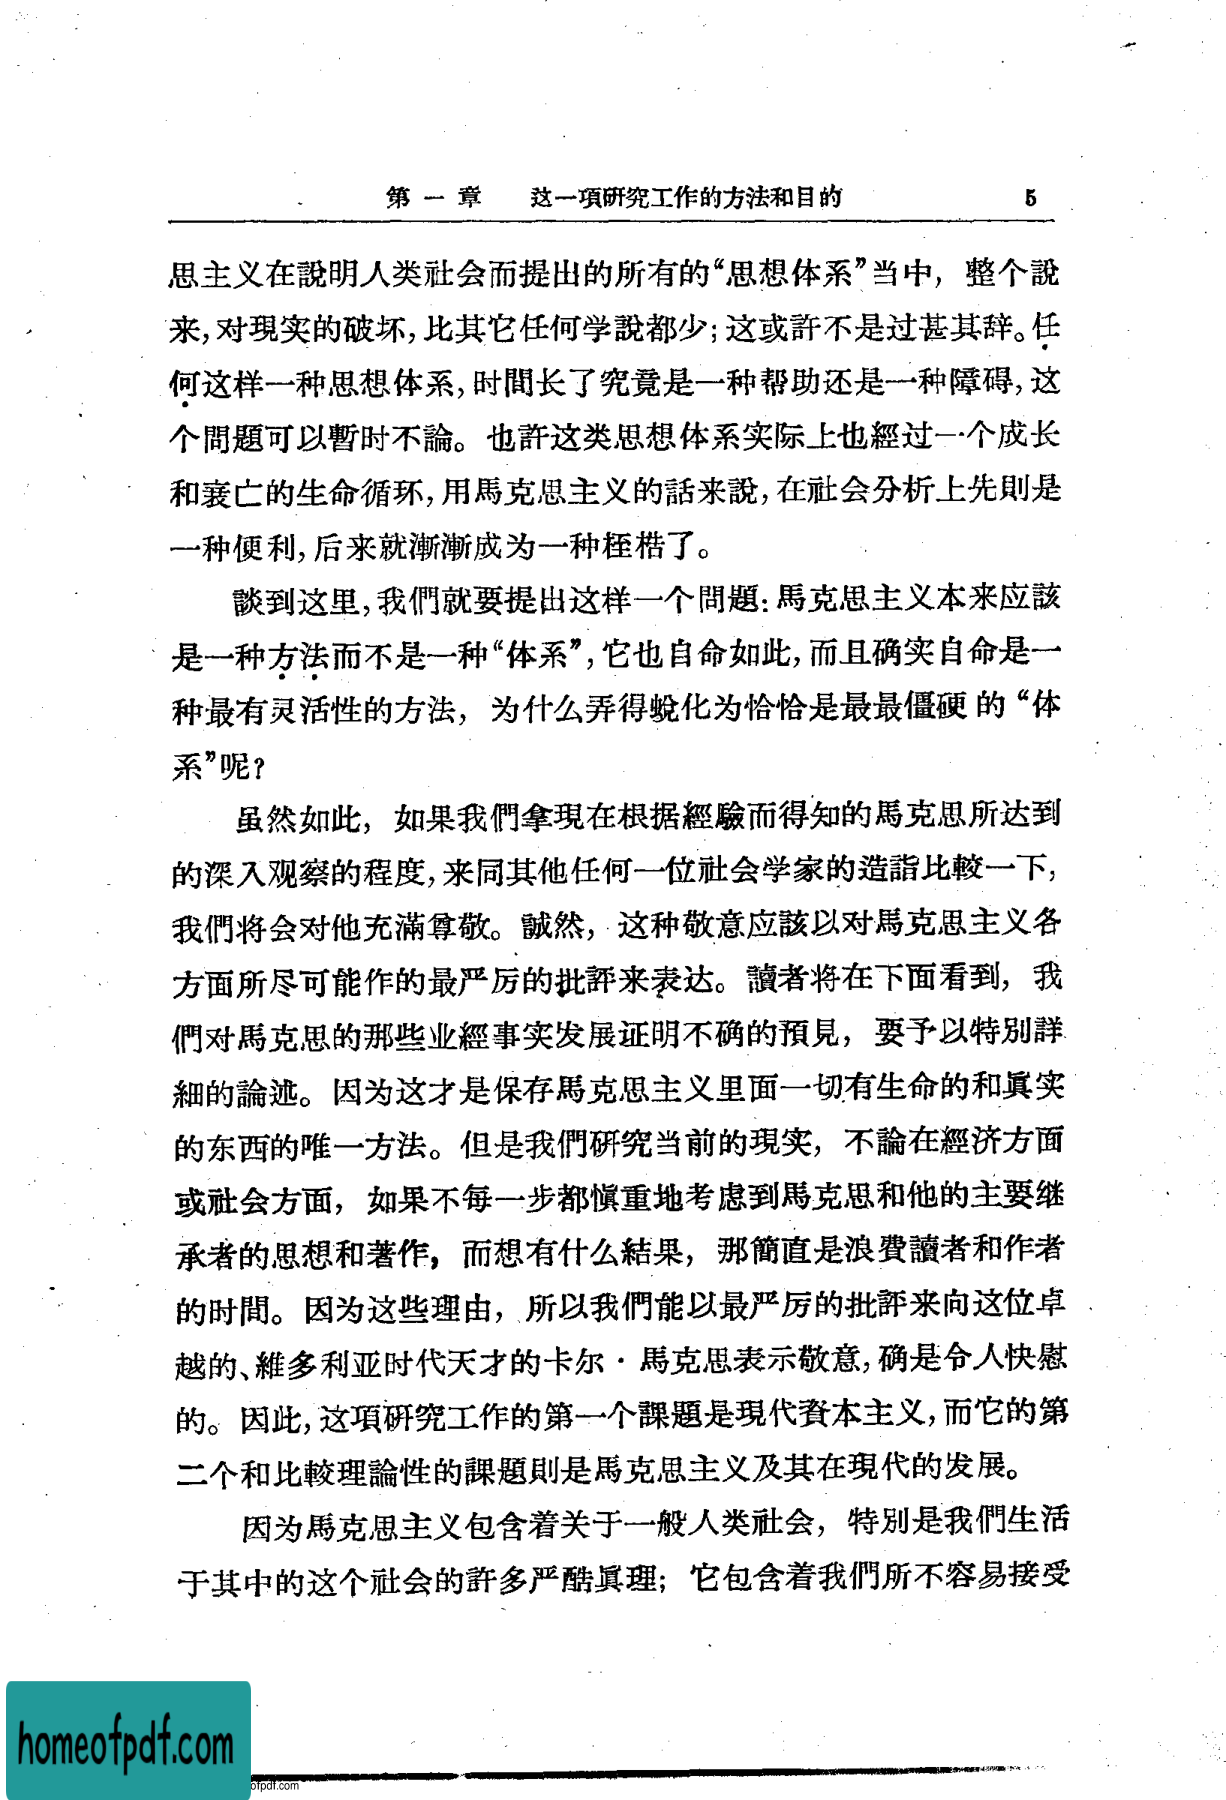 第一章　这一項研究工作的方法和目的　5
思主义在說明人类社会而提出的所有的“思想体系”当中，整个說
来，对現实的破坏，比其它任何学說都少；这或許不是过甚其辞。任
何这样一种思想体系，时間长了究竟是一种帮助还是一种障碍，这
个問題可以暫时不論。也許这类思想体系实际上也經过一个成长
和衰亡的生命循环，用馬克思主义的話来說，在社会分析上先則是
一种便利，后来就漸漸成为一种桎梏了。
談到这里，我們就要提出这样一个問題：馬克思主义本来应該
是一种方法而不是一种“体系”，它也自命如此，而且确实自命是一
种最有灵活性的方法，为什么弄得蛻化为恰恰是最最僵硬的“体
系”呢？
虽然如此，如果我們拿現在根据經驗而得知的馬克思所达到
的深入观察的程度，来同其他任何一位社会学家的造詣比較一下，
我們将会对他充滿尊敬。誠然，这种敬意应該以对馬克思主义各
方面所尽可能作的最严厉的批評来表达。讀者将在下面看到，我
們对馬克思的那些业經事实发展证明不确的預見，要予以特別詳
細的論述。因为这才是保存馬克思主义里面一切有生命的和眞实
的东西的唯一方法。但是我們研究当前的現实，不論在經济方面
或社会方面，如果不每一步都愼重地考虑到馬克思和他的主要继
承者的思想和著作，而想有什么結果，那簡直是浪費讀者和作者
的时間。因为这些理由，所以我們能以最严厉的批評来向这位卓
越的、維多利亚时代天才的卡尔·馬克思表示敬意，确是令人快慰
的。因此，这項研究工作的第一个課題是現代資本主义，而它的第
二个和比較理論性的課題則是馬克思主义及其在現代的发展。
因为馬克思主义包含着关于一般人类社会，特別是我們生活
于其中的这个社会的許多严酷眞理；它包含着我們所不容易接受
homeofpdf.com
ofpdf.com